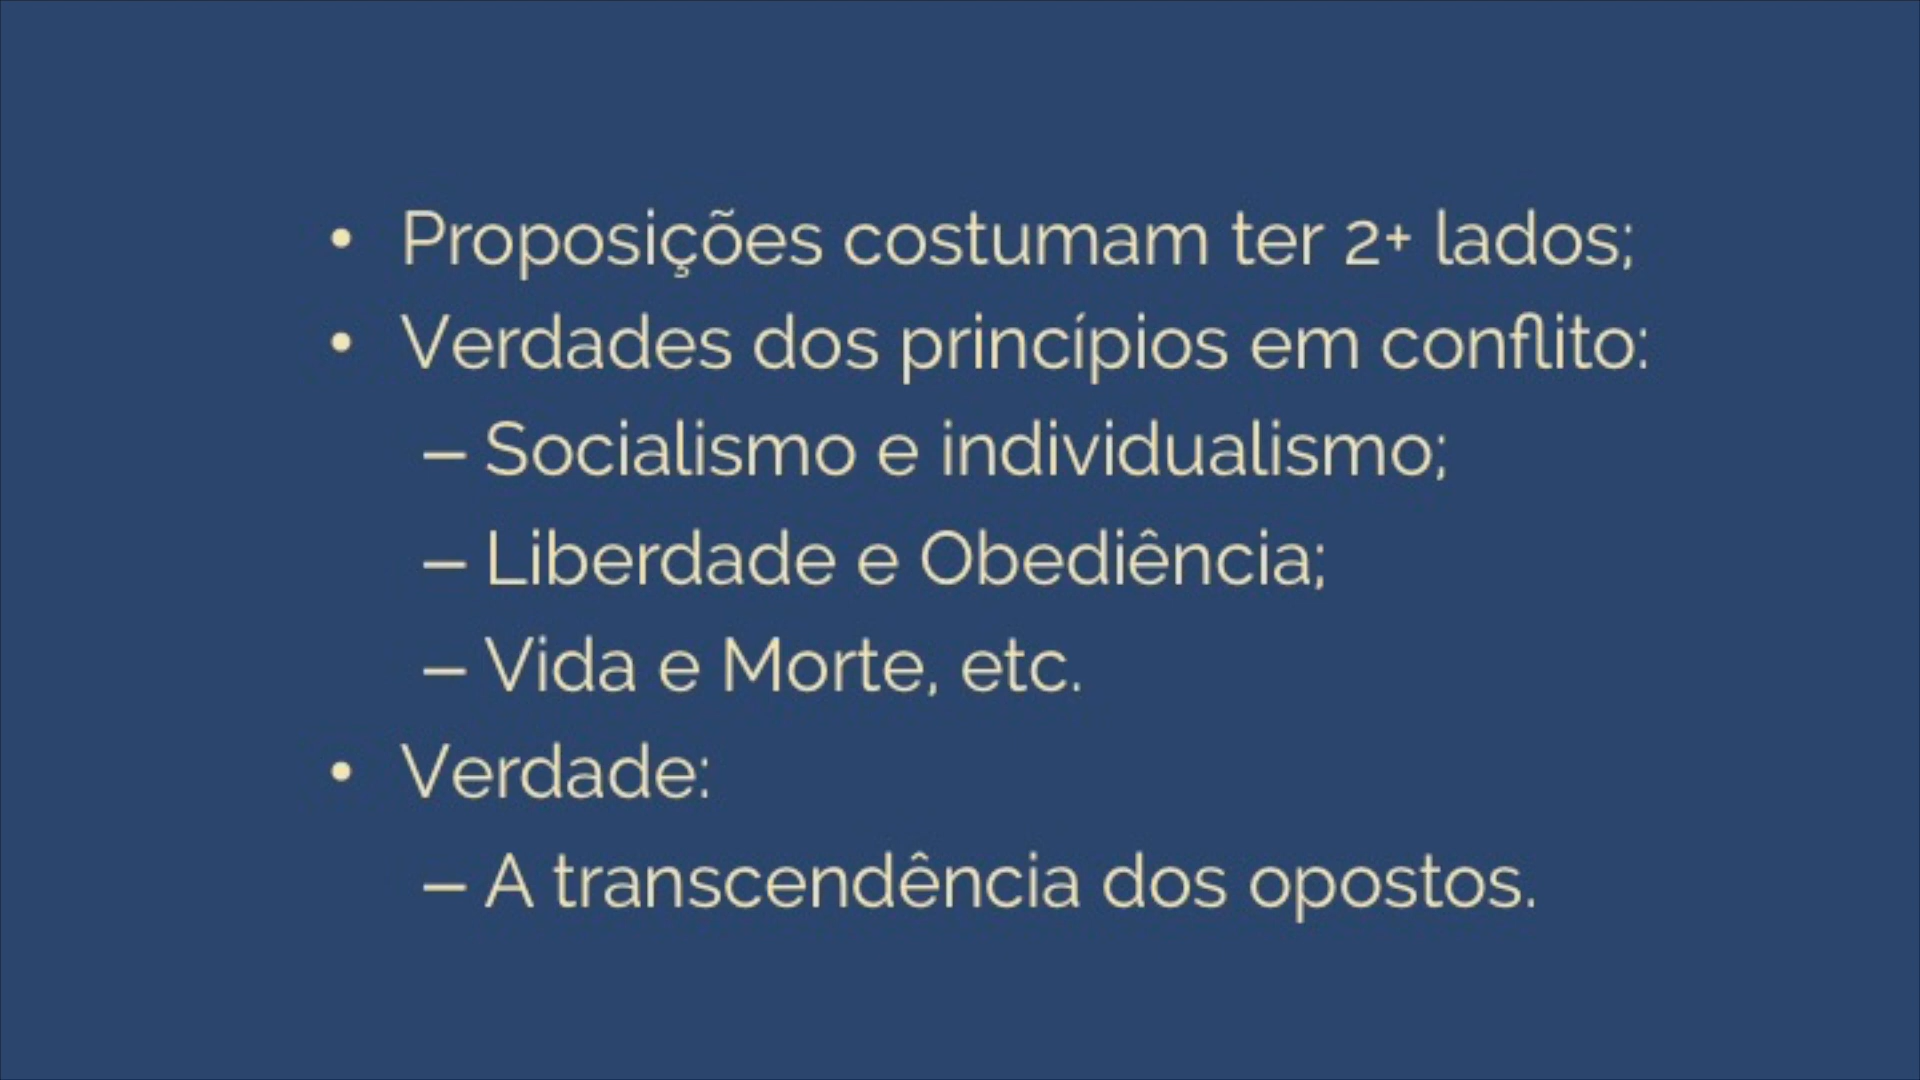 • Proposições costumam ter 2+ lados;
• Verdades dos princípios em conflito:
– Socialismo e individualismo;
– Liberdade e Obediência;
– Vida e Morte, etc.
• Verdade:
– A transcendência dos opostos.